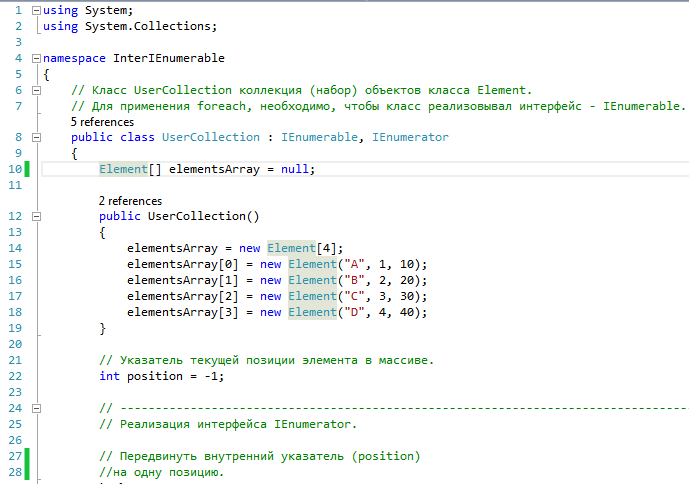 1 using System;
2 using System.Collections;
3
4 namespace InterIEnumerable
5 {
6 // Класс UserCollection коллекция (набор) объектов класса Element.
7 // Для применения foreach, необходимо, чтобы класс реализовывал интерфейс - IEnumerable.
5 references
8 public class UserCollection : IEnumerable, IEnumerator
9 {
10 Element[] elementsArray = null;
11
2 references
12 public UserCollection()
13 {
14 elementsArray = new Element[4];
15 elementsArray[0] = new Element("A", 1, 10);
16 elementsArray[1] = new Element("B", 2, 20);
17 elementsArray[2] = new Element("C", 3, 30);
18 elementsArray[3] = new Element("D", 4, 40);
19 }
20
21 // Указатель текущей позиции элемента в массиве.
22 int position = -1;
23
24 // ---------------------------------------------------------------------------------
25 // Реализация интерфейса IEnumerator.
26
27 // Передвинуть внутренний указатель (position)
28 //на одну позицию.